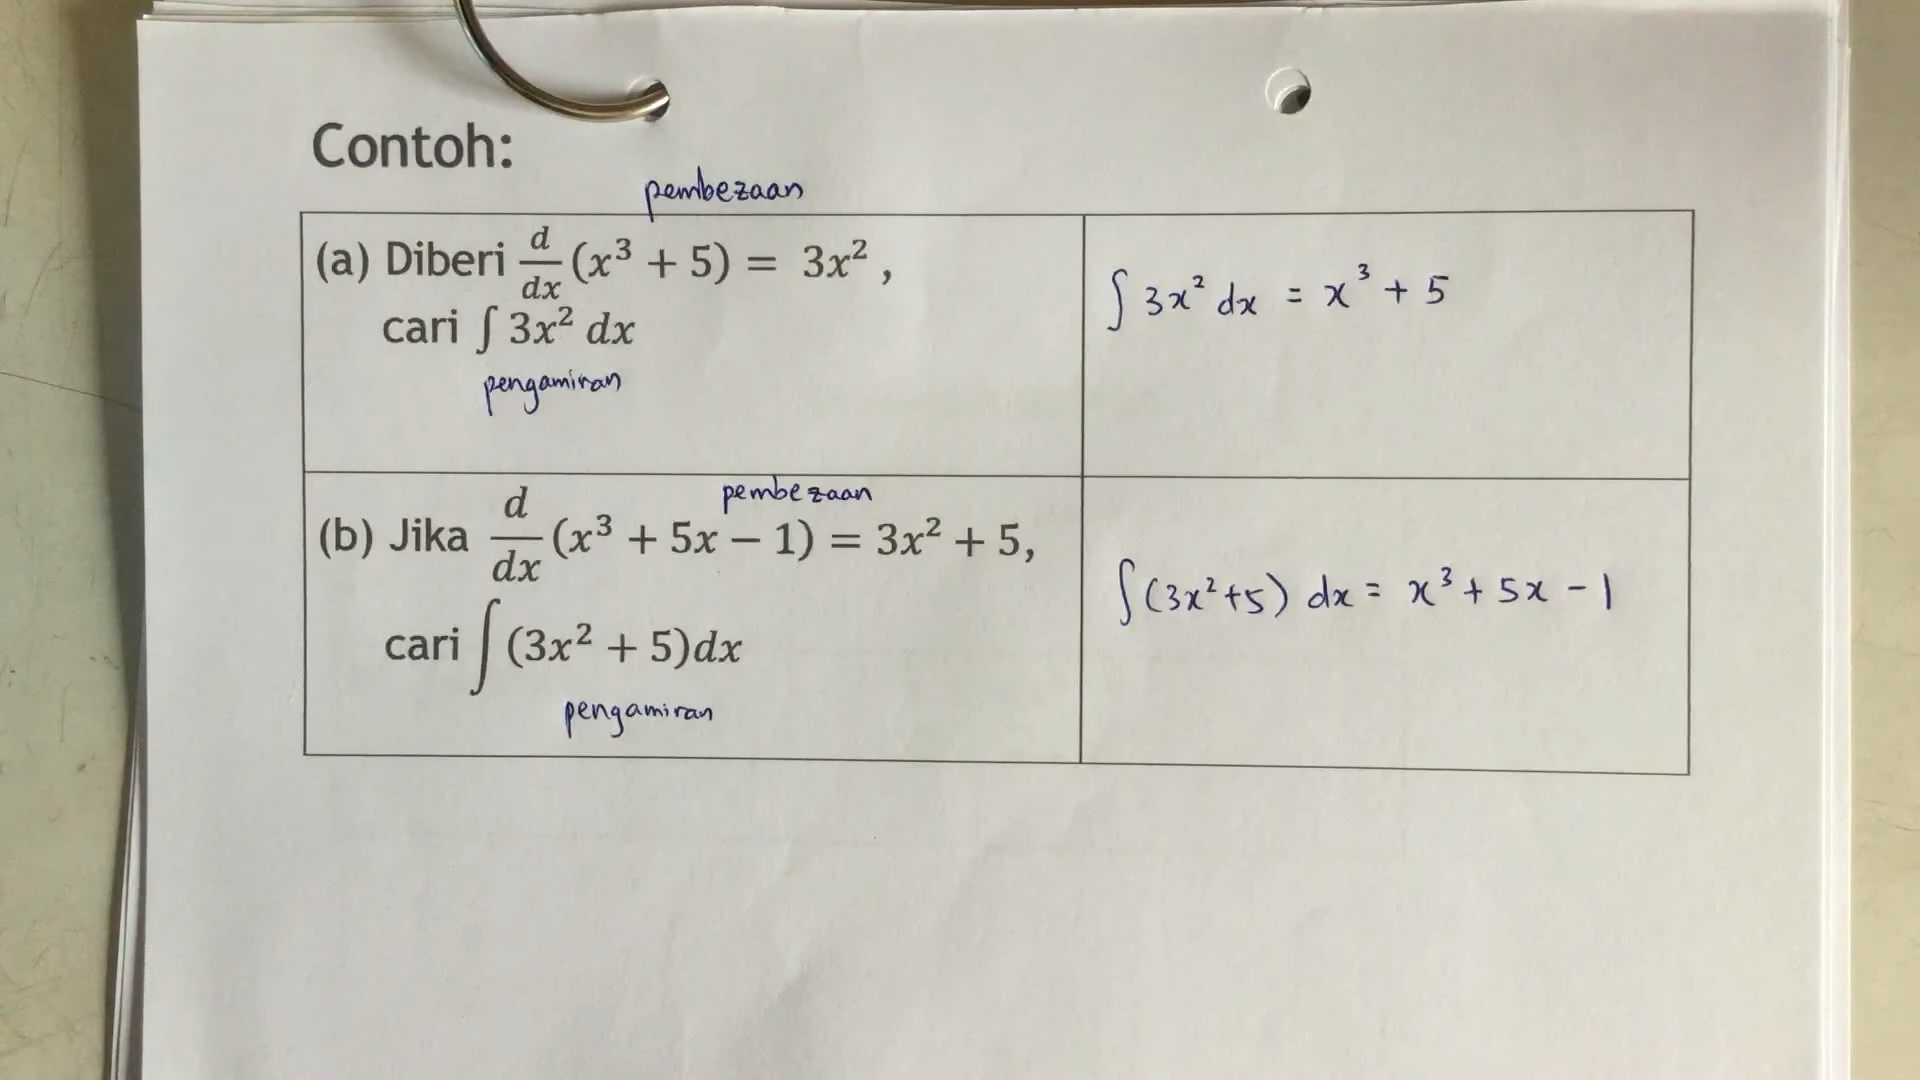 Contoh:
pembezaan
(a) Diberi d/dx (x³ + 5) = 3x² ,
cari ∫ 3x² dx
pengamiran
∫ 3x² dx = x³ + 5
pembezaan
(b) Jika d/dx (x³ + 5x − 1) = 3x² + 5,
cari ∫ (3x² + 5)dx
pengamiran
∫ (3x²+5) dx = x³ + 5x − 1